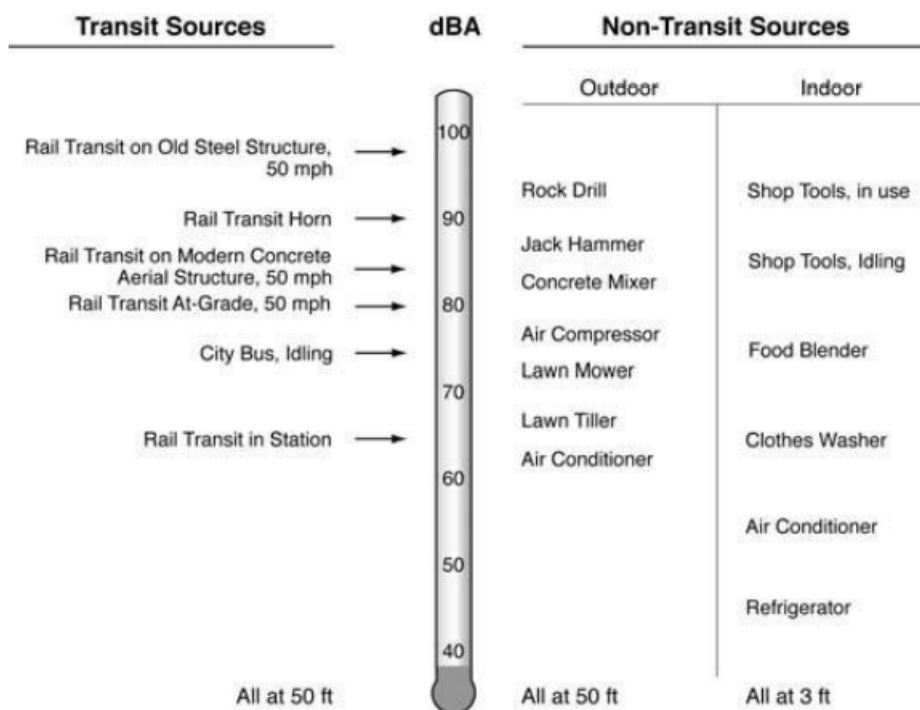 Transit Sources
dBA
Non-Transit Sources
Outdoor
Indoor
Rail Transit on Old Steel Structure,
50 mph
Rail Transit Horn
Rail Transit on Modern Concrete
Aerial Structure, 50 mph
Rail Transit At-Grade, 50 mph
City Bus, Idling
Rail Transit in Station
All at 50 ft
100
90
80
70
60
50
40
Rock Drill
Jack Hammer
Concrete Mixer
Air Compressor
Lawn Mower
Lawn Tiller
Air Conditioner
All at 50 ft
Shop Tools, in use
Shop Tools, Idling
Food Blender
Clothes Washer
Air Conditioner
Refrigerator
All at 3 ft